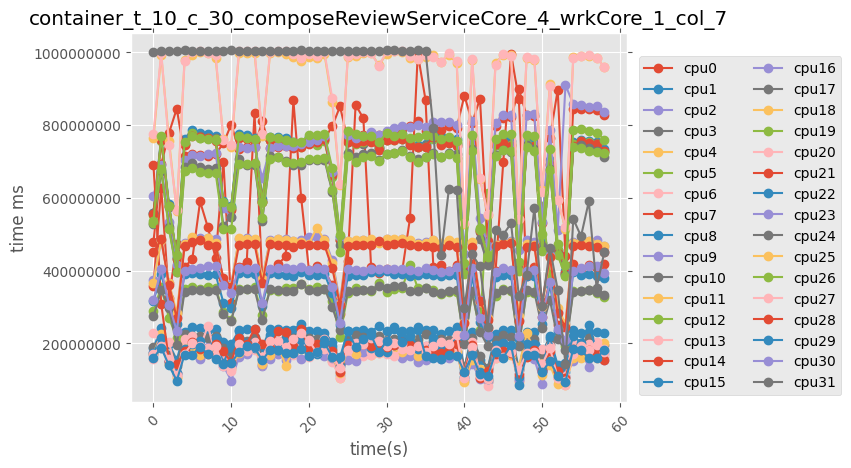 container_t_10_c_30_composeReviewServiceCore_4_wrkCore_1_col_7
time ms
1000000000
800000000
600000000
400000000
200000000
0
10
20
30
40
50
60
time(s)
cpu0
cpu1
cpu2
cpu3
cpu4
cpu5
cpu6
cpu7
cpu8
cpu9
cpu10
cpu11
cpu12
cpu13
cpu14
cpu15
cpu16
cpu17
cpu18
cpu19
cpu20
cpu21
cpu22
cpu23
cpu24
cpu25
cpu26
cpu27
cpu28
cpu29
cpu30
cpu31